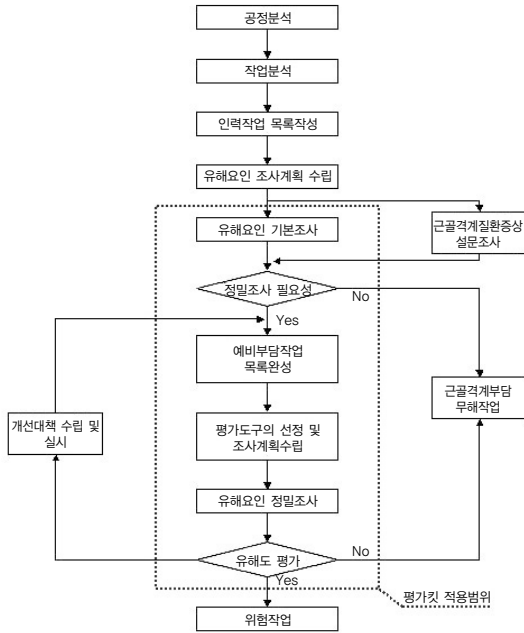 공정분석
작업분석
인력작업 목록작성
유해요인 조사계획 수립
유해요인 기본조사
근골격계질환증상
설문조사
정밀조사 필요성
No
Yes
예비부담작업
목록완성
근골격계부담
무해작업
개선대책 수립 및
실시
평가도구의 선정 및
조사계획수립
유해요인 정밀조사
유해도 평가
No
Yes
평가킷 적용범위
위험작업